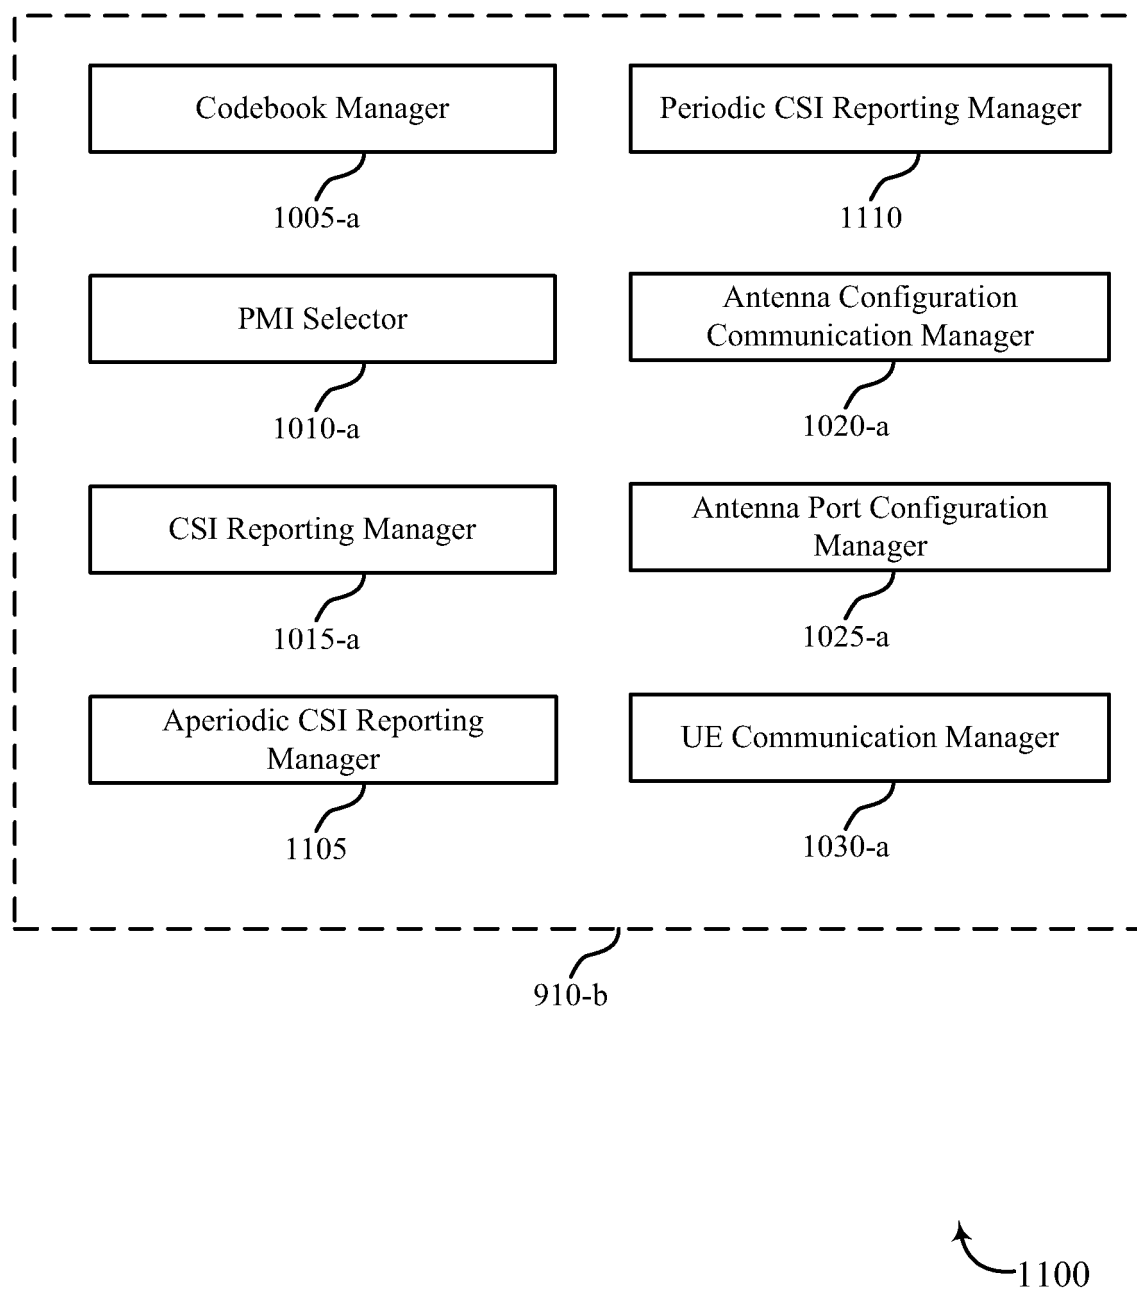 Codebook Manager
1005-a
Periodic CSI Reporting Manager
1110
PMI Selector
1010-a
Antenna Configuration
Communication Manager
1020-a
CSI Reporting Manager
1015-a
Antenna Port Configuration
Manager
1025-a
Aperiodic CSI Reporting
Manager
1105
UE Communication Manager
1030-a
910-b
1100